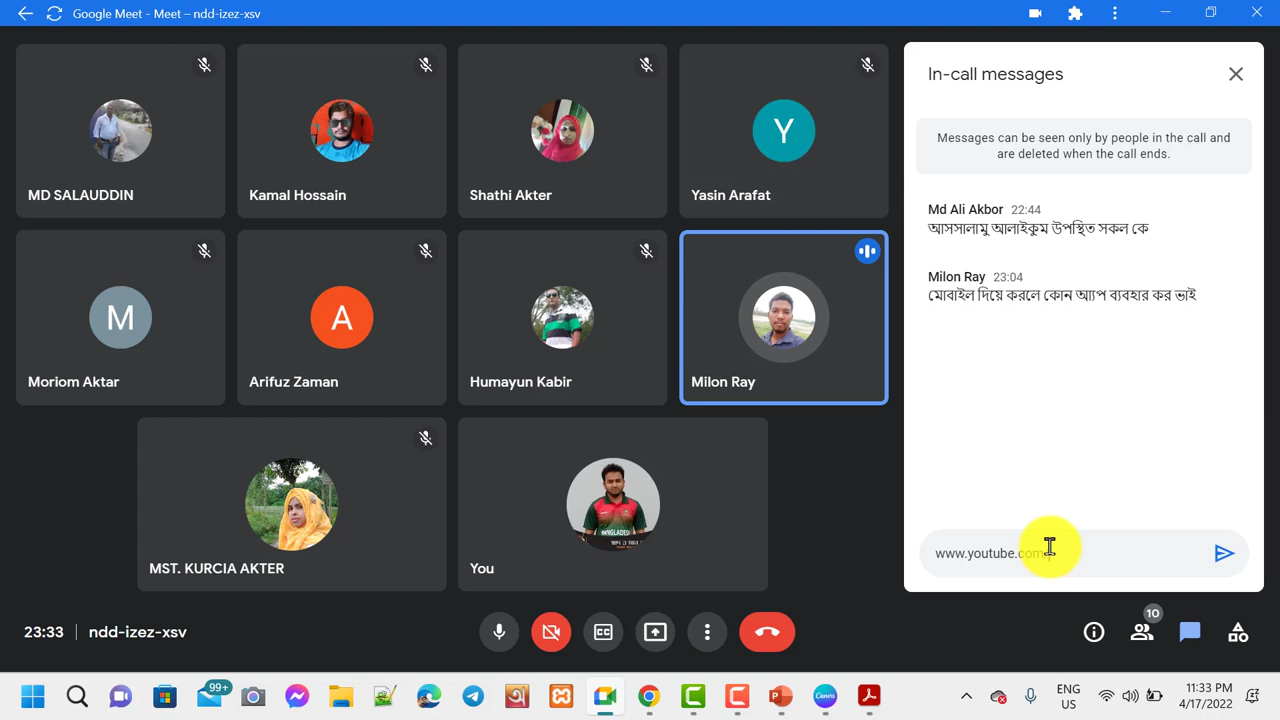 Google Meet - Meet – ndd-izez-xsv
MD SALAUDDIN
Kamal Hossain
Shathi Akter
Y
Yasin Arafat
M
Moriom Aktar
A
Arifuz Zaman
Humayun Kabir
Milon Ray
MST. KURCIA AKTER
You
In-call messages
Messages can be seen only by people in the call and
are deleted when the call ends.
Md Ali Akbor 22:44
আসসালামু আলাইকুম উপস্থিত সকল কে
Milon Ray 23:04
মোবাইল দিয়ে করলে কোন অ্যাপ ব্যবহার কর ভাই
www.youtube.com
23:33 ndd-izez-xsv
CC
10
99+
Canva
ENG
US
11:33 PM
4/17/2022